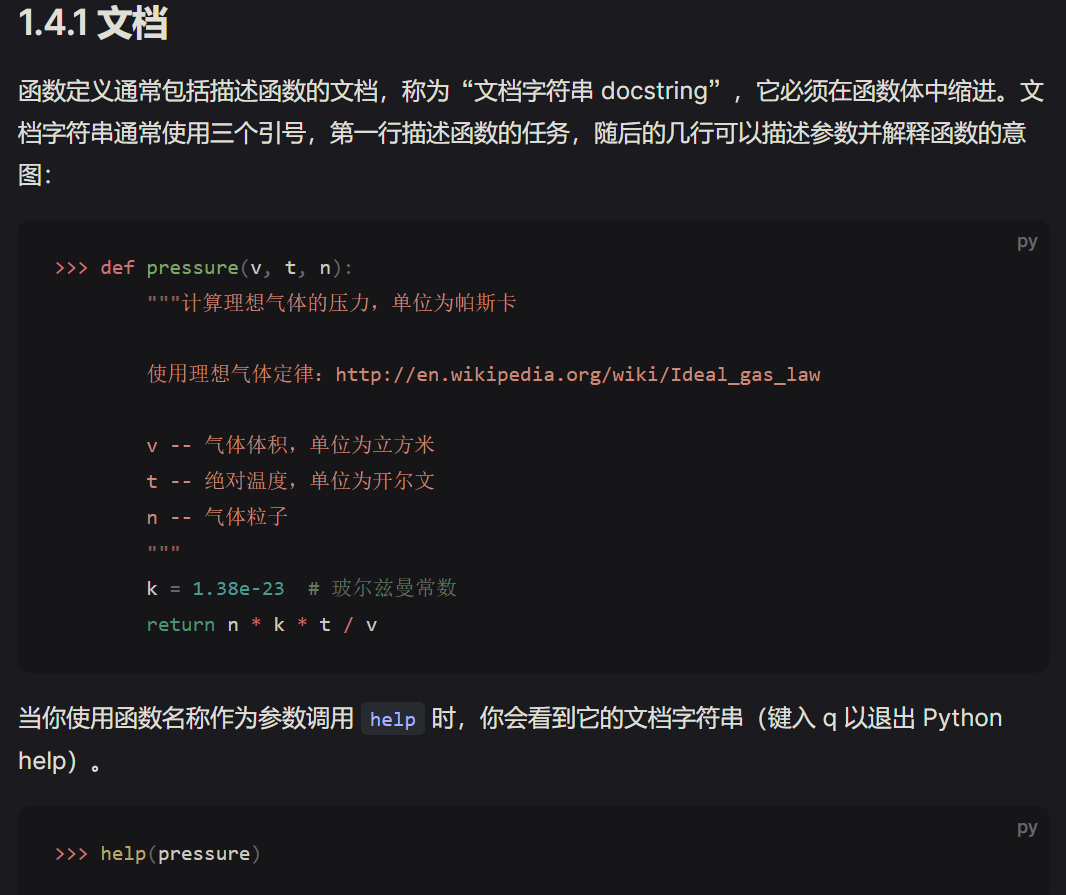 1.4.1 文档
函数定义通常包括描述函数的文档，称为“文档字符串 docstring”，它必须在函数体中缩进。文
档字符串通常使用三个引号，第一行描述函数的任务，随后的几行可以描述参数并解释函数的意
图：
py
>>> def pressure(v, t, n):
"""计算理想气体的压力，单位为帕斯卡
使用理想气体定律：http://en.wikipedia.org/wiki/Ideal_gas_law
v -- 气体体积，单位为立方米
t -- 绝对温度，单位为开尔文
n -- 气体粒子
"""
k = 1.38e-23  # 玻尔兹曼常数
return n * k * t / v
当你使用函数名称作为参数调用 help 时，你会看到它的文档字符串（键入 q 以退出 Python
help）。
py
>>> help(pressure)